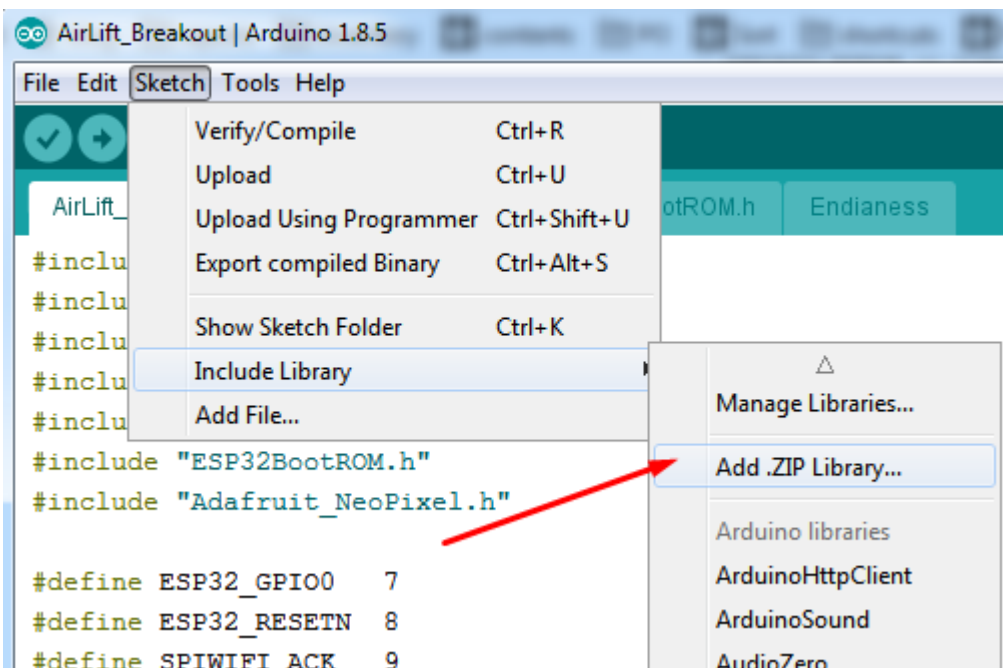 AirLift_Breakout | Arduino 1.8.5
File Edit Sketch Tools Help
Verify/Compile Ctrl+R
Upload Ctrl+U
Upload Using Programmer Ctrl+Shift+U
Export compiled Binary Ctrl+Alt+S
Show Sketch Folder Ctrl+K
Include Library
Add File...
AirLift_ otROM.h Endianess
#inclu
#inclu
#inclu
#inclu
#inclu
#include "ESP32BootROM.h"
#include "Adafruit_NeoPixel.h"
#define ESP32_GPIO0 7
#define ESP32_RESETN 8
#define SPIWIFI_ACK 9
Manage Libraries...
Add .ZIP Library...
Arduino libraries
ArduinoHttpClient
ArduinoSound
AudioZero